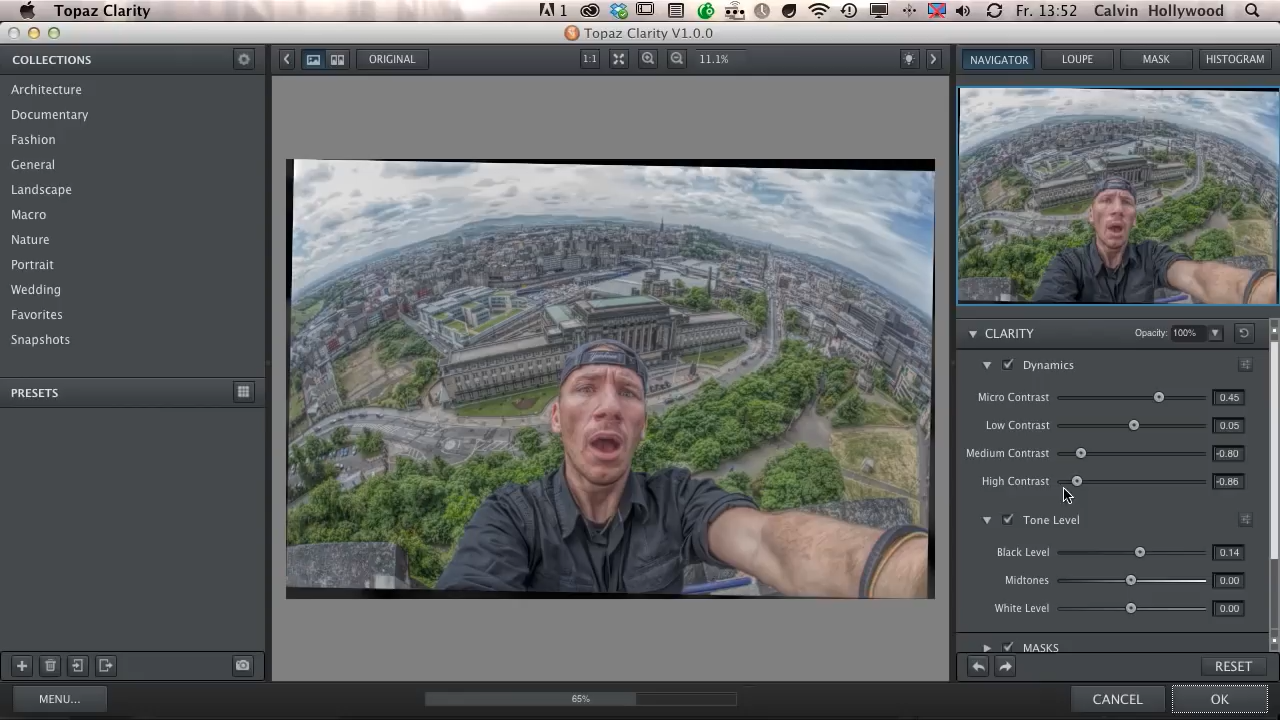 Topaz Clarity
1
Fr. 13:52
Calvin Hollywood
Topaz Clarity V1.0.0
COLLECTIONS
ORIGINAL
1:1
11.1%
NAVIGATOR
LOUPE
MASK
HISTOGRAM
Architecture
Documentary
Fashion
General
Landscape
Macro
Nature
Portrait
Wedding
Favorites
Snapshots
PRESETS
CLARITY
Opacity: 100%
Dynamics
Micro Contrast 0.45
Low Contrast 0.05
Medium Contrast -0.80
High Contrast -0.86
Tone Level
Black Level 0.14
Midtones 0.00
White Level 0.00
MASKS
RESET
MENU...
65%
CANCEL
OK